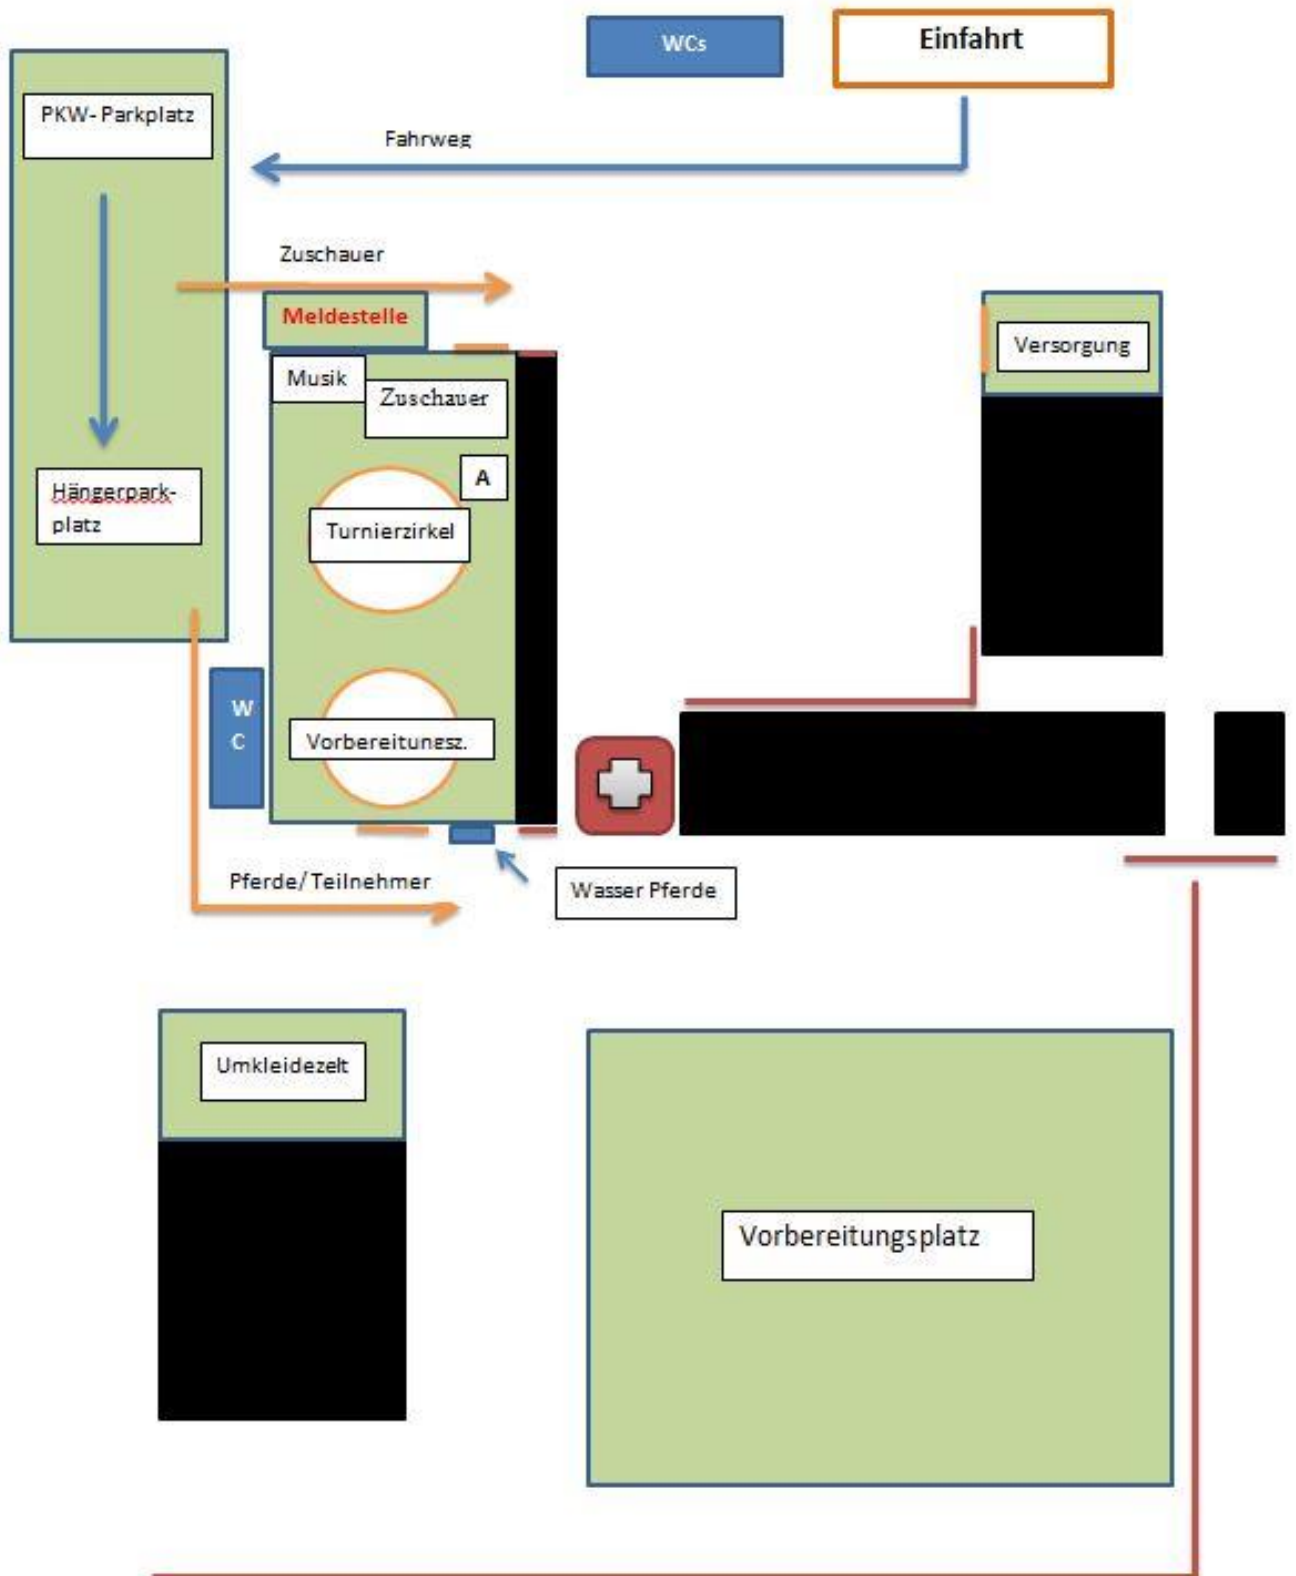 WCs
Einfahrt
PKW- Parkplatz
Fahrweg
Zuschauer
Meldestelle
Versorgung
Musik
Zuschauer
A
Hängerpark-
platz
Turnierzirkel
W
C
Vorbereitungsz.
Pferde/ Teilnehmer
Wasser Pferde
Umkleidezelt
Vorbereitungsplatz